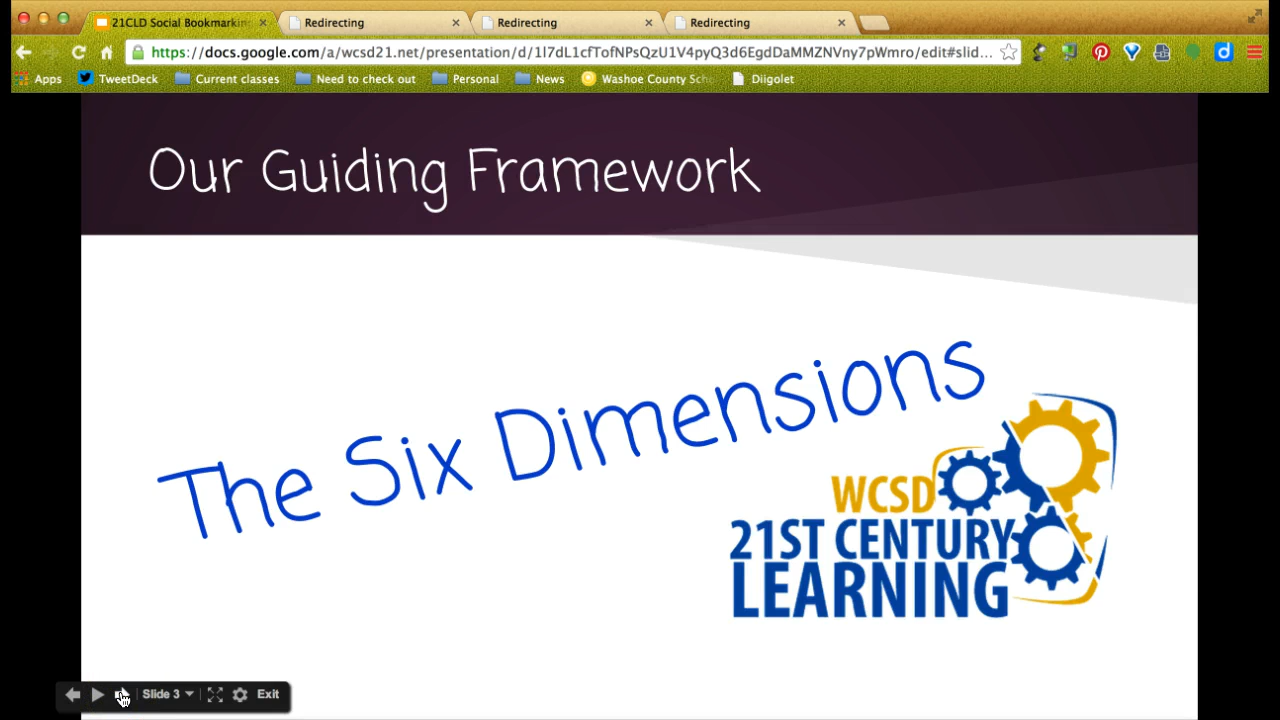 21CLD Social Bookmarking
Redirecting
Redirecting
Redirecting
https://docs.google.com/a/wcsd21.net/presentation/d/1l7dL1cfTofNPsQzU1V4pyQ3d6EgdDaMMZNVny7pWmro/edit#slid...
Apps TweetDeck Current classes Need to check out Personal News Washoe County Scho Diigolet
Our Guiding Framework
The Six Dimensions
WCSD
21ST CENTURY
LEARNING
Slide 3 Exit